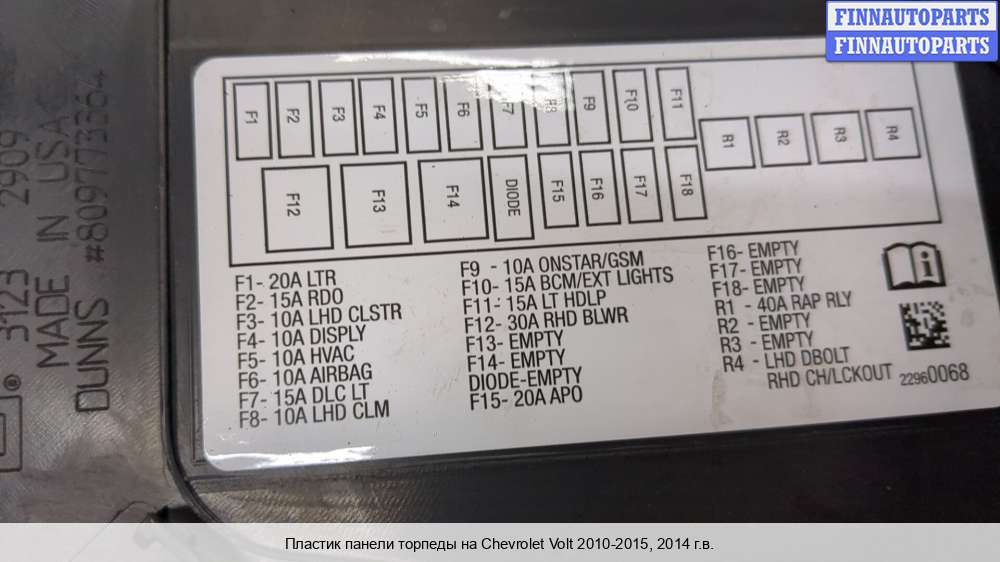 FINNAUTOPARTS
FINNAUTOPARTS
3123 2909
MADE IN USA
DUNNS #809773664
F1 F2 F3 F4 F5 F6 F7 F8 F9 F10 F11
R1 R2 R3 R4
F12 F13 F14 DIODE F15 F16 F17 F18
F1- 20A LTR
F2- 15A RDO
F3- 10A LHD CLSTR
F4- 10A DISPLY
F5- 10A HVAC
F6- 10A AIRBAG
F7- 15A DLC LT
F8- 10A LHD CLM
F9 - 10A ONSTAR/GSM
F10- 15A BCM/EXT LIGHTS
F11- 15A LT HDLP
F12- 30A RHD BLWR
F13- EMPTY
F14- EMPTY
DIODE-EMPTY
F15- 20A APO
F16- EMPTY
F17- EMPTY
F18- EMPTY
R1 - 40A RAP RLY
R2 - EMPTY
R3 - EMPTY
R4 - LHD DBOLT
RHD CH/LCKOUT
22960068
Пластик панели торпеды на Chevrolet Volt 2010-2015, 2014 г.в.